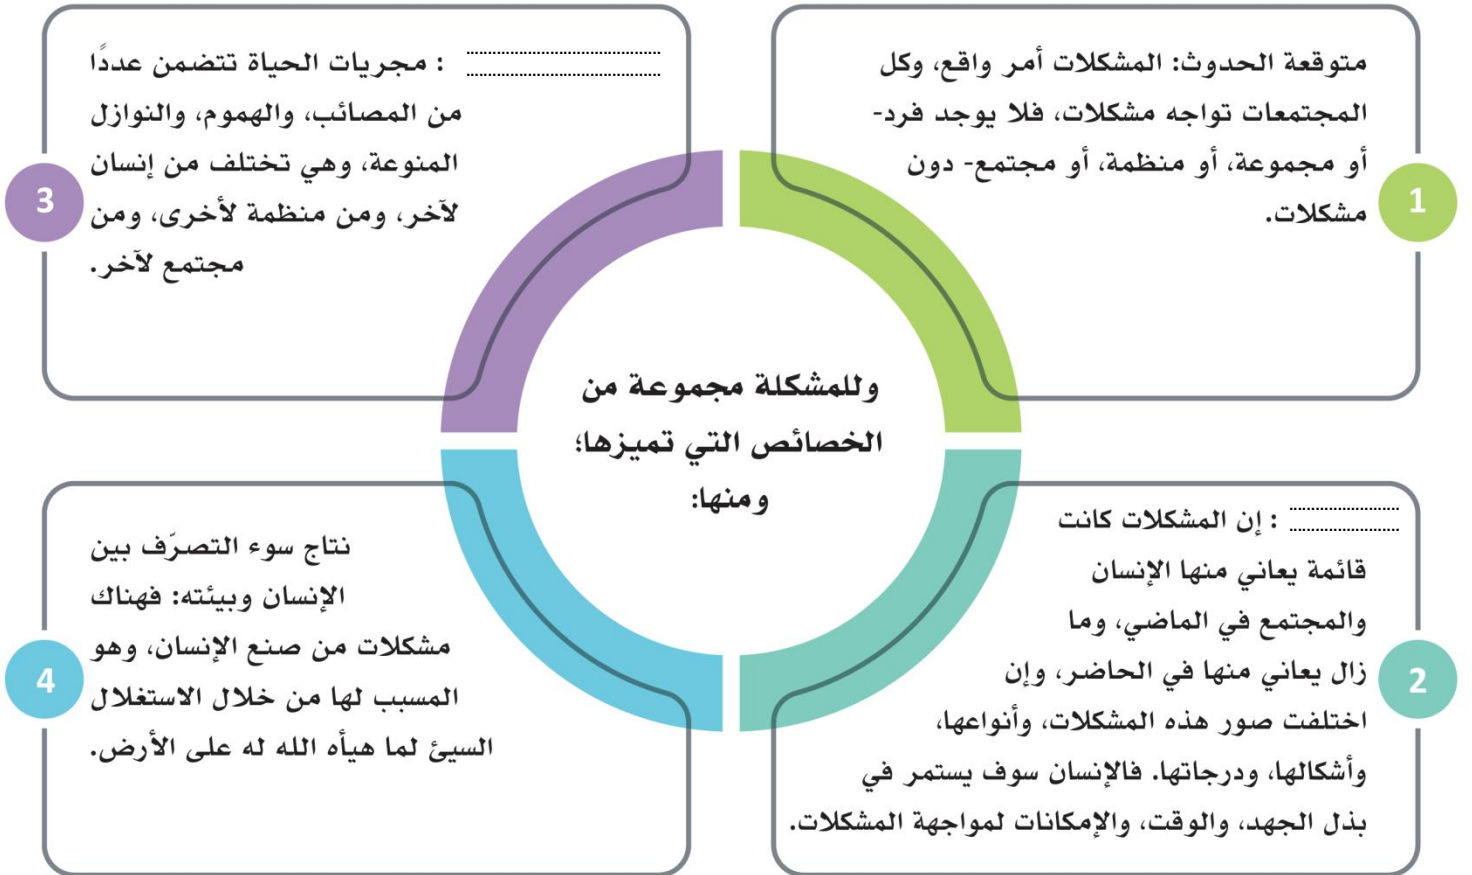 وللمشكلة مجموعة من
الخصائص التي تميزها؛
ومنها:
1
متوقعة الحدوث: المشكلات أمر واقع، وكل
المجتمعات تواجه مشكلات، فلا يوجد فرد-
أو مجموعة، أو منظمة، أو مجتمع- دون
مشكلات.
2
: إن المشكلات كانت
قائمة يعاني منها الإنسان
والمجتمع في الماضي، وما
زال يعاني منها في الحاضر، وإن
اختلفت صور هذه المشكلات، وأنواعها،
وأشكالها، ودرجاتها. فالإنسان سوف يستمر في
بذل الجهد، والوقت، والإمكانات لمواجهة المشكلات.
3
: مجريات الحياة تتضمن عددًا
من المصائب، والهموم، والنوازل
المنوعة، وهي تختلف من إنسان
لآخر، ومن منظمة لأخرى، ومن
مجتمع لآخر.
4
نتاج سوء التصرّف بين
الإنسان وبيئته: فهناك
مشكلات من صنع الإنسان، وهو
المسبب لها من خلال الاستغلال
السيئ لما هيأه الله له على الأرض.